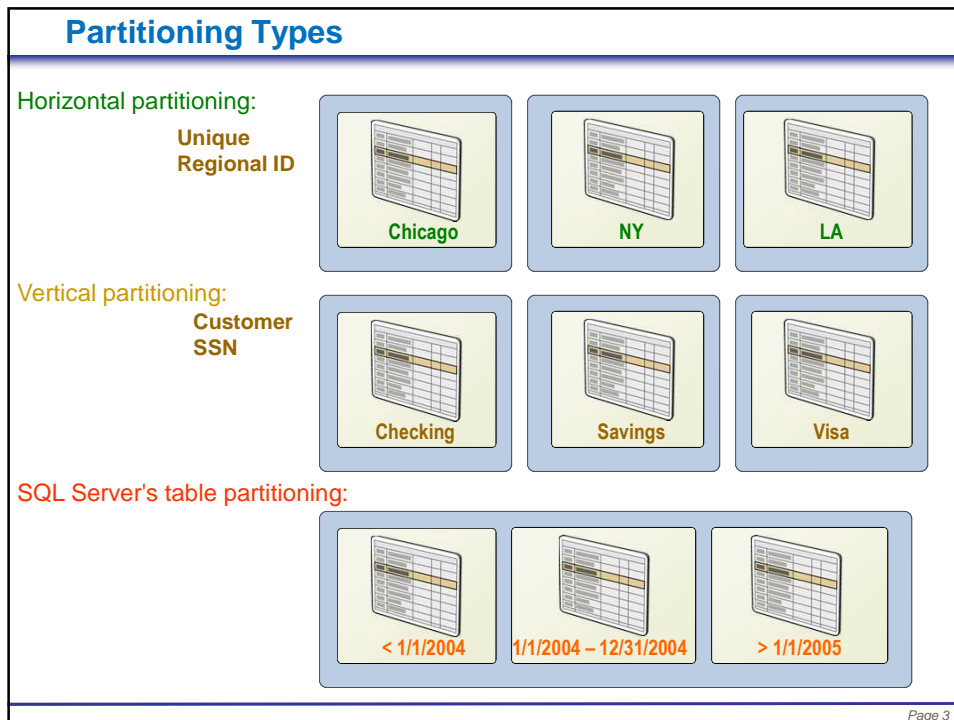 Partitioning Types
Horizontal partitioning:
Unique
Regional ID
Chicago
NY
LA
Vertical partitioning:
Customer
SSN
Checking
Savings
Visa
SQL Server's table partitioning:
< 1/1/2004
1/1/2004 – 12/31/2004
> 1/1/2005
Page 3